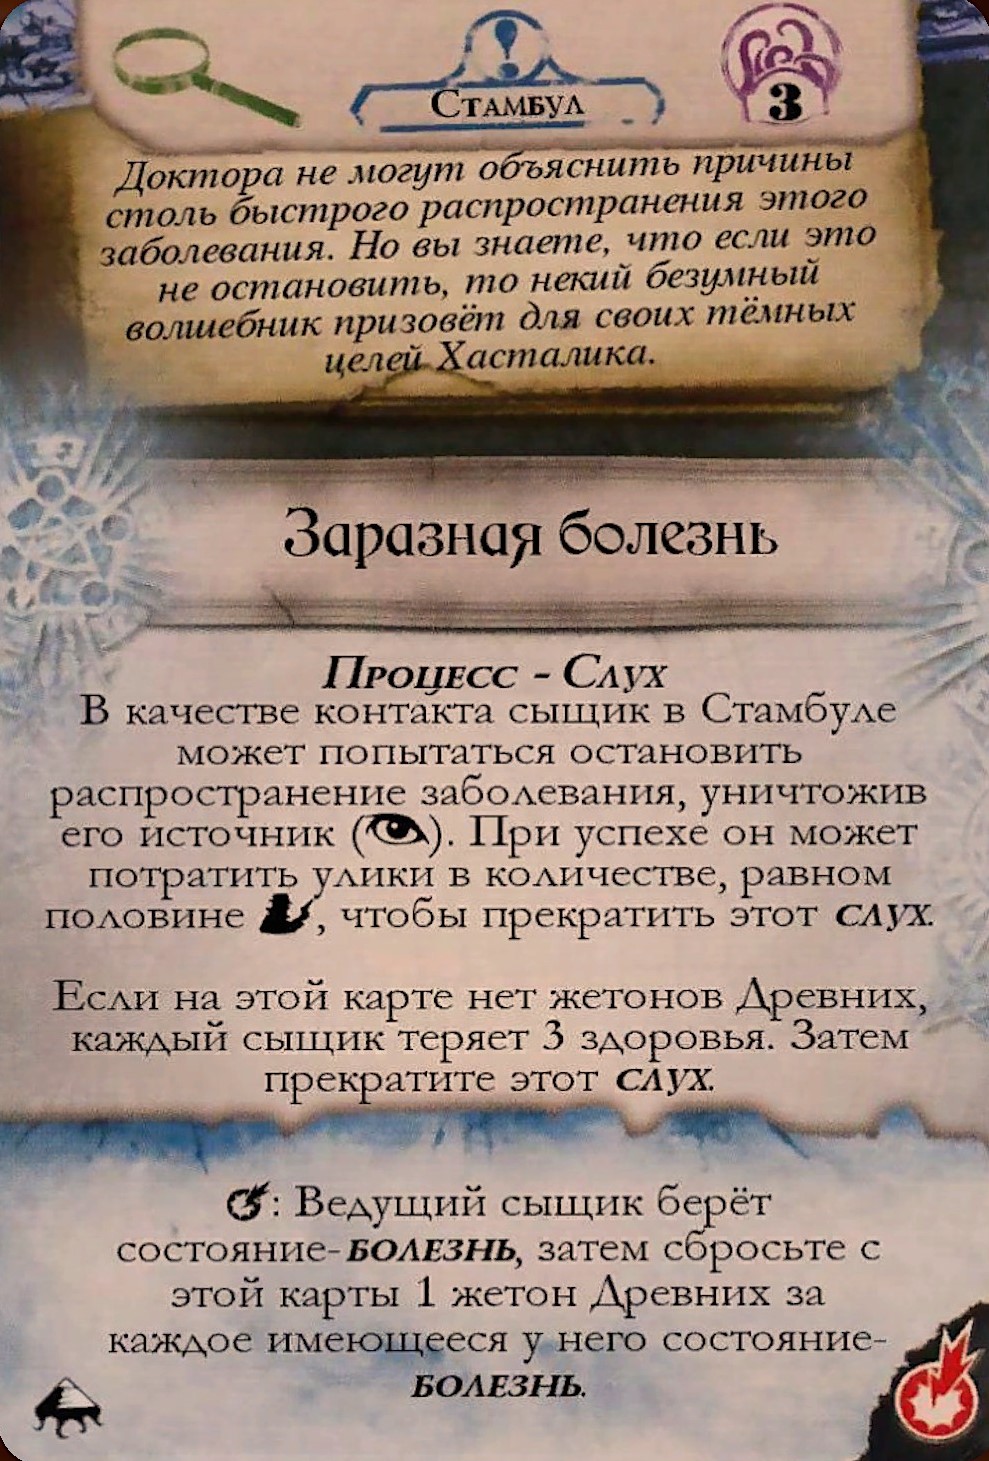 Стамбул
3
Доктора не могут объяснить причины
столь быстрого распространения этого
заболевания. Но вы знаете, что если это
не остановить, то некий безумный
волшебник призовёт для своих тёмных
целей Хасталика.
Заразная болезнь
Процесс - Слух
В качестве контакта сыщик в Стамбуле
может попытаться остановить
распространение заболевания, уничтожив
его источник ( ). При успехе он может
потратить улики в количестве, равном
половине , чтобы прекратить этот СЛУХ.
Если на этой карте нет жетонов Древних,
каждый сыщик теряет 3 здоровья. Затем
прекратите этот СЛУХ.
: Ведущий сыщик берёт
состояние-БОЛЕЗНЬ, затем сбросьте с
этой карты 1 жетон Древних за
каждое имеющееся у него состояние-
БОЛЕЗНЬ.